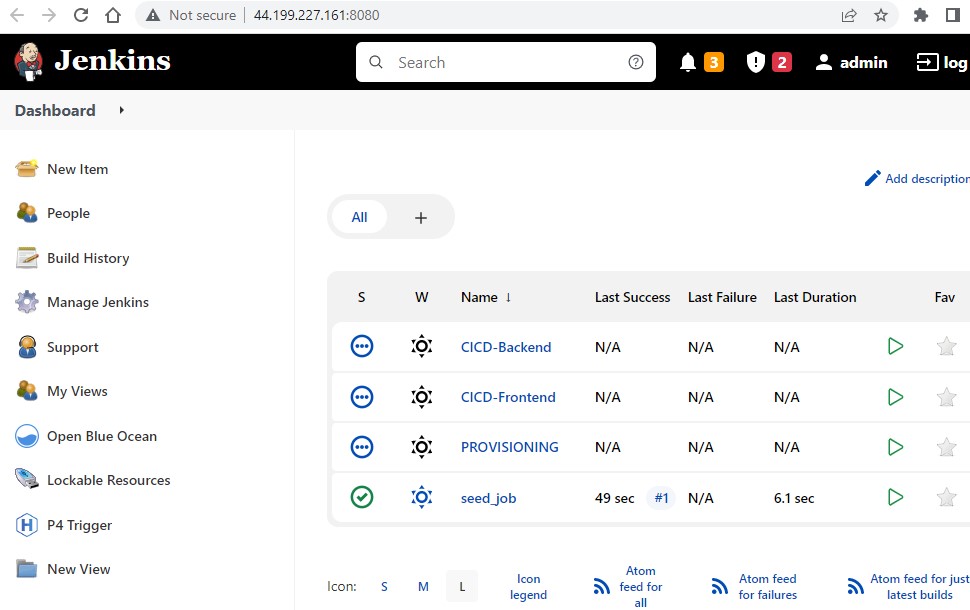 Not secure 44.199.227.161:8080
Jenkins Search 3 2 admin log
Dashboard
New Item
People
Build History
Manage Jenkins
Support
My Views
Open Blue Ocean
Lockable Resources
P4 Trigger
New View
Add description
All +
S W Name ↓ Last Success Last Failure Last Duration Fav
CICD-Backend N/A N/A N/A
CICD-Frontend N/A N/A N/A
PROVISIONING N/A N/A N/A
seed_job 49 sec #1 N/A 6.1 sec
Icon: S M L
Icon
legend
Atom
feed for
all
Atom feed
for failures
Atom feed for just
latest builds